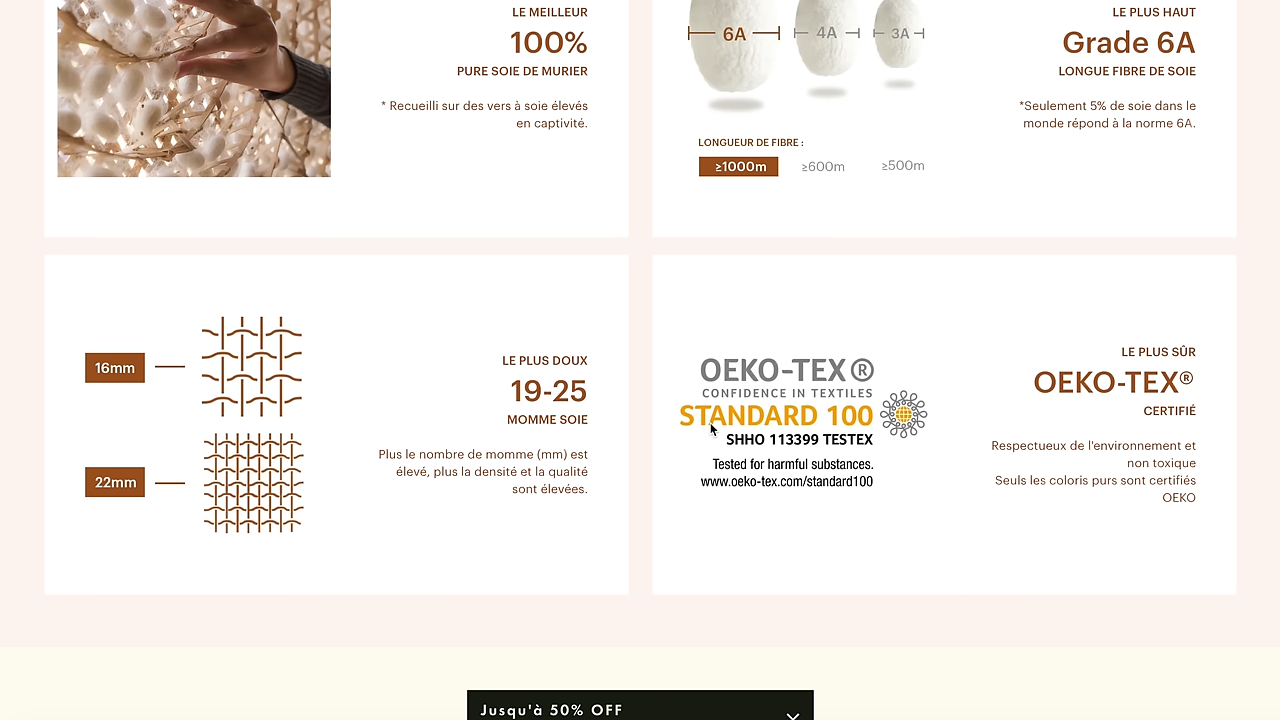 LE MEILLEUR
100%
PURE SOIE DE MURIER
* Recueilli sur des vers à soie élevés
en captivité.
6A
4A
3A
LONGUEUR DE FIBRE :
≥1000m
≥600m
≥500m
LE PLUS HAUT
Grade 6A
LONGUE FIBRE DE SOIE
*Seulement 5% de soie dans le
monde répond à la norme 6A.
16mm
22mm
LE PLUS DOUX
19-25
MOMME SOIE
Plus le nombre de momme (mm) est
élevé, plus la densité et la qualité
sont élevées.
OEKO-TEX ®
CONFIDENCE IN TEXTILES
STANDARD 100
SHHO 113399 TESTEX
Tested for harmful substances.
www.oeko-tex.com/standard100
LE PLUS SÛR
OEKO-TEX®
CERTIFIÉ
Respectueux de l'environnement et
non toxique
Seuls les coloris purs sont certifiés
OEKO
Jusqu'à 50% OFF